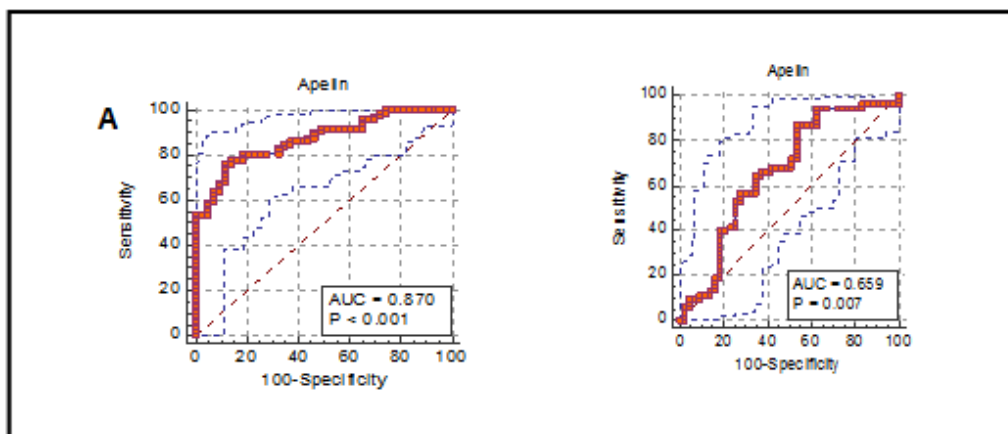 A
Apelin
100
80
60
40
20
0
Sensitivity
AUC = 0.870
P < 0.001
0 20 40 60 80 100
100-Specificity
Apelin
100
80
60
40
20
0
Sensitivity
AUC = 0.659
P = 0.007
0 20 40 60 80 100
100-Specificity